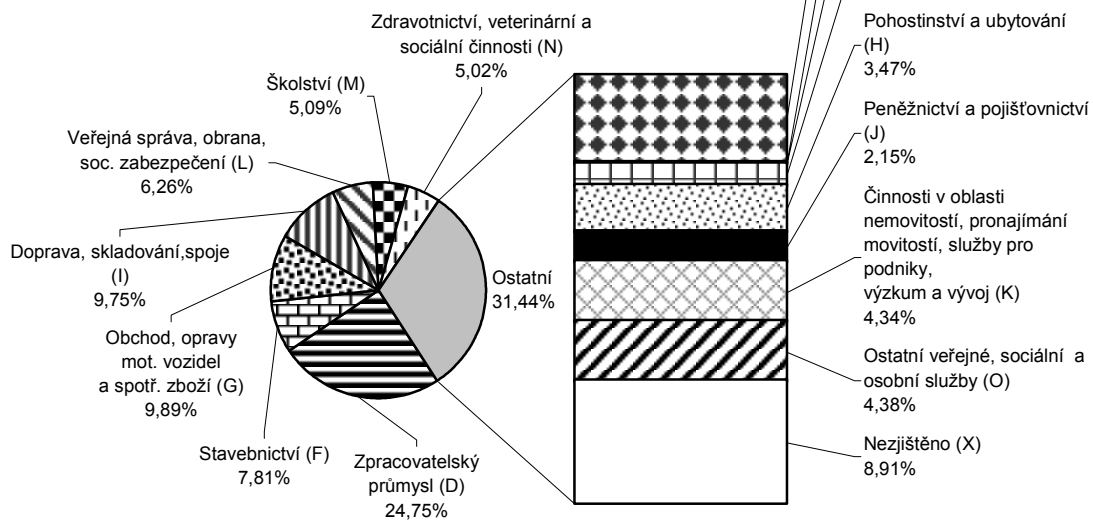 Zdravotnictví, veterinární a
sociální činnosti (N)
5,02%
Školství (M)
5,09%
Veřejná správa, obrana,
soc. zabezpečení (L)
6,26%
Doprava, skladování,spoje
(I)
9,75%
Obchod, opravy
mot. vozidel
a spotř. zboží (G)
9,89%
Stavebnictví (F)
7,81%
Zpracovatelský
průmysl (D)
24,75%
Ostatní
31,44%
Pohostinství a ubytování
(H)
3,47%
Peněžnictví a pojišťovnictví
(J)
2,15%
Činnosti v oblasti
nemovitostí, pronajímání
movitostí, služby pro
podniky,
výzkum a vývoj (K)
4,34%
Ostatní veřejné, sociální a
osobní služby (O)
4,38%
Nezjištěno (X)
8,91%